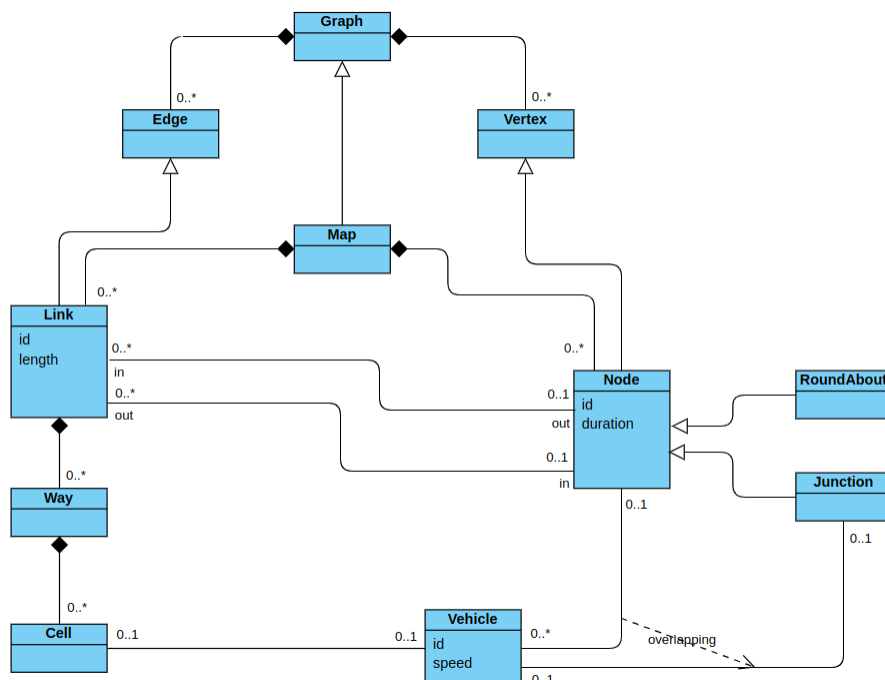 Graph
0..*
0..*
Edge
Vertex
Map
0..*
Link
id
length
0..*
in
0..*
out
0..*
Node
id
duration
0..1
out
0..1
in
RoundAbout
Junction
0..*
Way
0..1
0..1
0..*
Cell
0..1
0..1
Vehicle
id
speed
0..*
overlapping
0..1